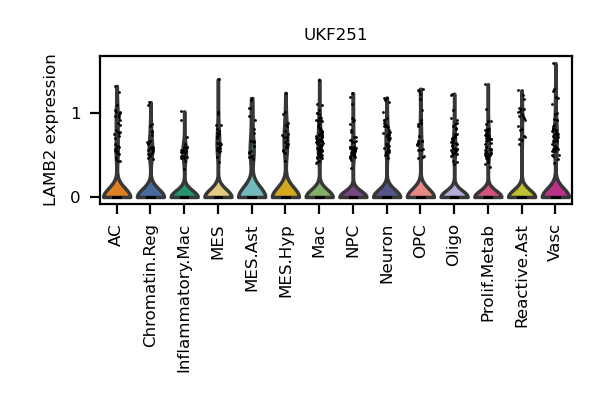 UKF251
LAMB2 expression
1
0
AC
Chromatin.Reg
Inflammatory.Mac
MES
MES.Ast
MES.Hyp
Mac
NPC
Neuron
OPC
Oligo
Prolif.Metab
Reactive.Ast
Vasc